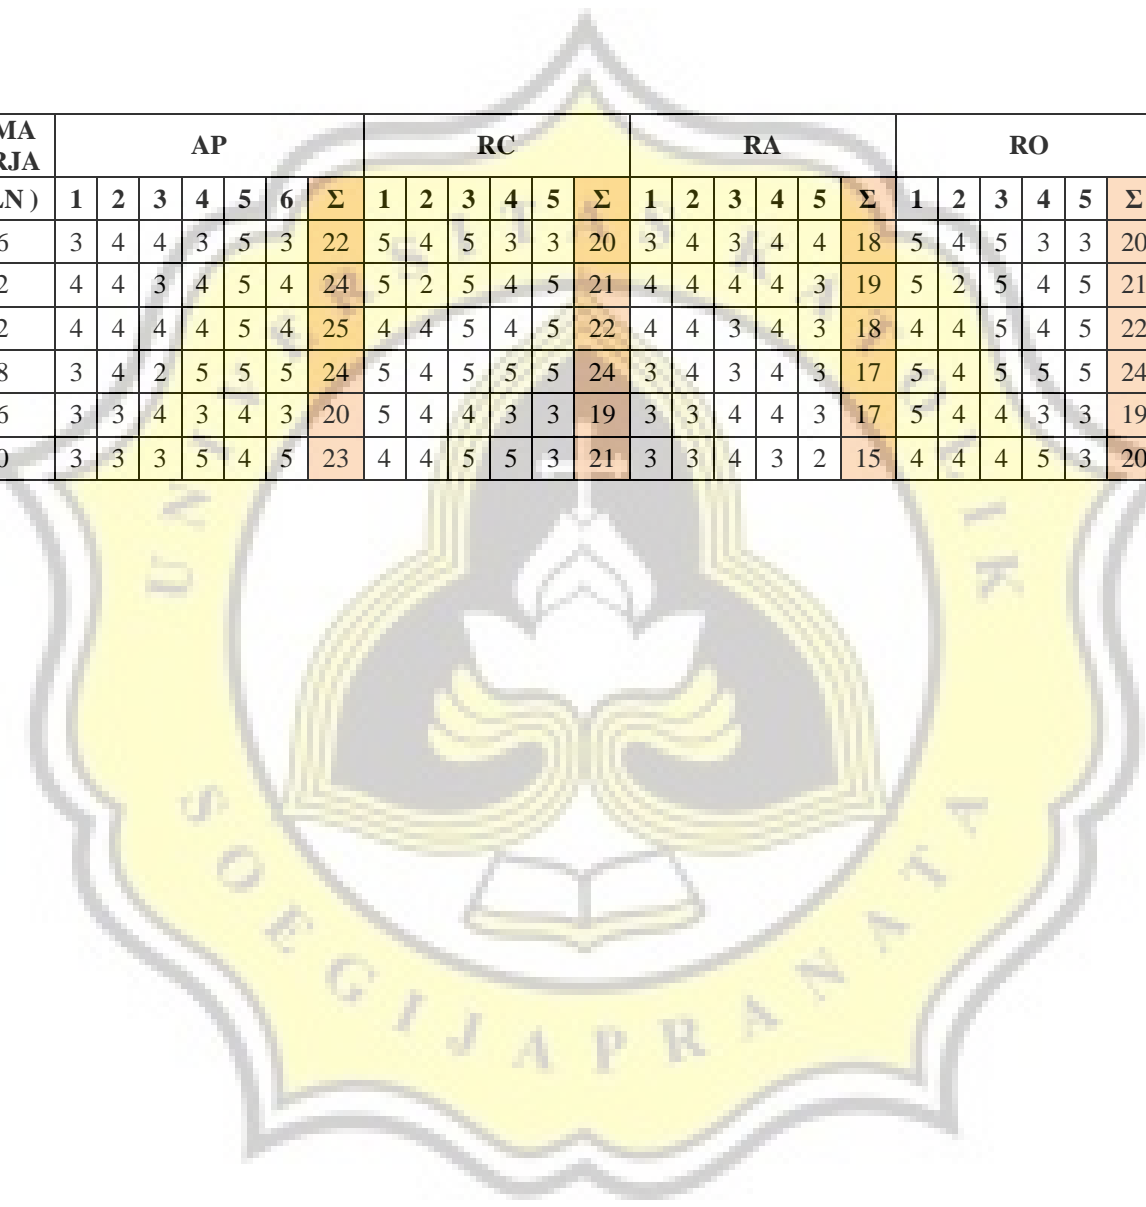 MA AP RC RA RO
RJA
LN ) 1 2 3 4 5 6 Σ 1 2 3 4 5 Σ 1 2 3 4 5 Σ 1 2 3 4 5 Σ
6 3 4 4 3 5 3 22 5 4 5 3 3 20 3 4 3 4 4 18 5 4 5 3 3 20
2 4 4 3 4 5 4 24 5 2 5 4 5 21 4 4 4 4 3 19 5 2 5 4 5 21
2 4 4 4 4 5 4 25 4 4 5 4 5 22 4 4 3 4 3 18 4 4 5 4 5 22
8 3 4 2 5 5 5 24 5 4 5 5 5 24 3 4 3 4 3 17 5 4 5 5 5 24
6 3 3 4 3 4 3 20 5 4 4 3 3 19 3 3 4 4 3 17 5 4 4 3 3 19
0 3 3 3 5 4 5 23 4 4 5 5 3 21 3 3 4 3 2 15 4 4 4 5 3 20
UNIVERSITAS KATOLIK
SOEGIJAPRANATA